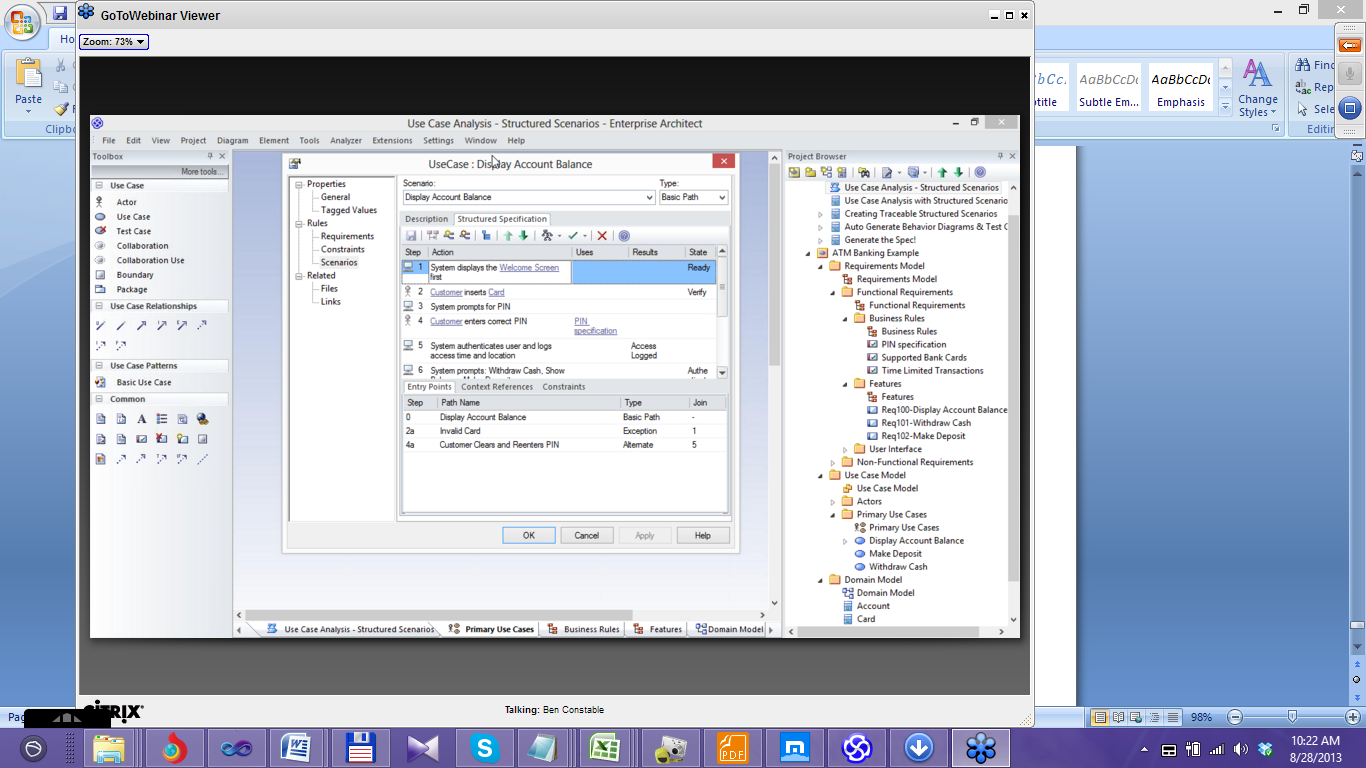 GoToWebinar Viewer
Zoom: 73%
Paste
Subtle Em...
Emphasis
Change
Styles
AaBbCcDc
Use Case Analysis - Structured Scenarios - Enterprise Architect
File Edit View Project Diagram Element Tools Analyzer Extensions Settings Window Help
Toolbox
More tools...
Use Case
Actor
Use Case
Test Case
Collaboration
Collaboration Use
Boundary
Package
Use Case Relationships
Use Case Patterns
Basic Use Case
Common
UseCase : Display Account Balance
Properties
General
Tagged Values
Rules
Requirements
Constraints
Scenarios
Related
Files
Links
Scenario:
Type:
Display Account Balance
Basic Path
Description
Structured Specification
Step Action Uses Results State
1 System displays the Welcome Screen Ready
first
2 Customer inserts Card Verify
3 System prompts for PIN
4 Customer enters correct PIN PIN
specification
5 System authenticates user and logs Access
access time and location Logged
6 System prompts: Withdraw Cash, Show Authe
Entry Points Context References Constraints
Step Path Name Type Join
0 Display Account Balance Basic Path -
2a Invalid Card Exception 1
4a Customer Clears and Reenters PIN Alternate 5
OK Cancel Apply Help
Project Browser
Use Case Analysis - Structured Scenarios
Use Case Analysis with Structured Scenario
Creating Traceable Structured Scenarios
Auto Generate Behavior Diagrams & Test C
Generate the Spec!
ATM Banking Example
Requirements Model
Requirements Model
Functional Requirements
Functional Requirements
Business Rules
Business Rules
PIN specification
Supported Bank Cards
Time Limited Transactions
Features
Features
Req100-Display Account Balance
Req101-Withdraw Cash
Req102-Make Deposit
User Interface
Non-Functional Requirements
Use Case Model
Use Case Model
Actors
Primary Use Cases
Primary Use Cases
Display Account Balance
Make Deposit
Withdraw Cash
Domain Model
Domain Model
Account
Card
Use Case Analysis - Structured Scenarios Primary Use Cases Business Rules Features Domain Model
Talking: Ben Constable
98%
PDF
10:22 AM
8/28/2013